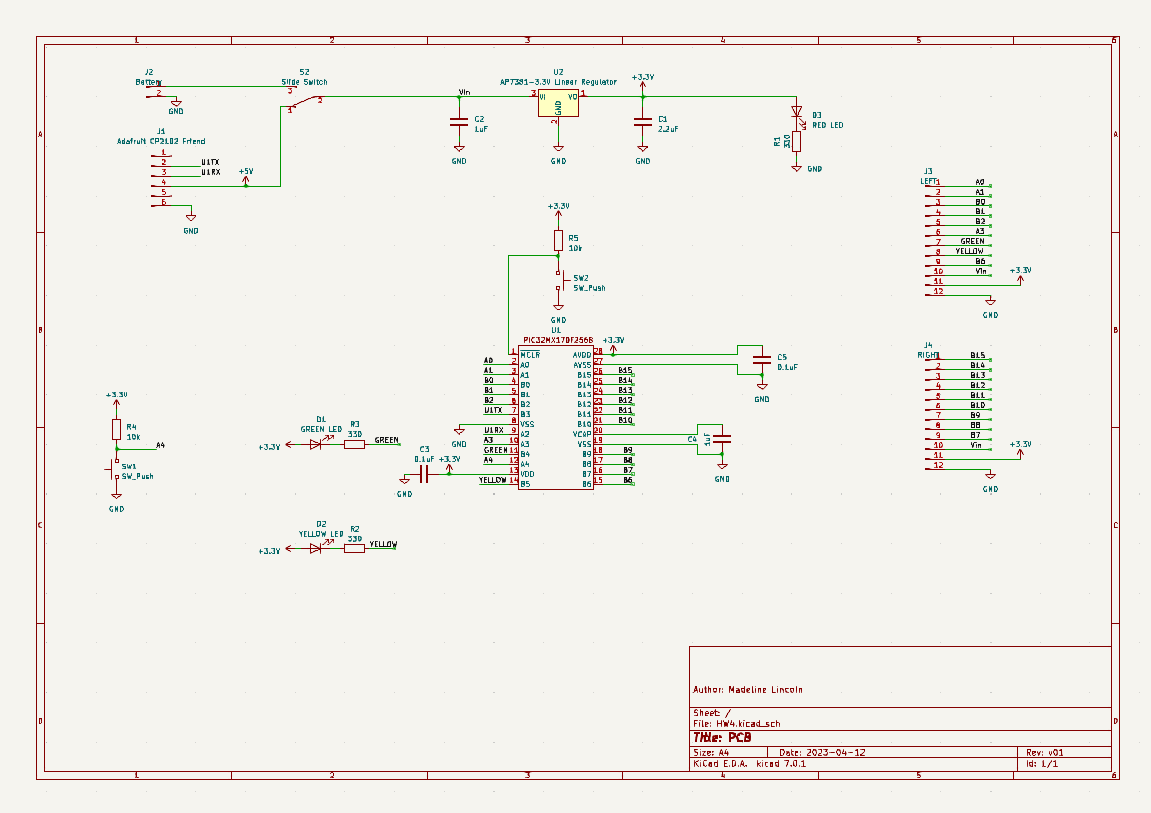 1 2 3 4 5 6
A
B
C
D
J2
Battery
1
2
GND
S2
Slide Switch
3
2
1
J1
Adafruit CP2102 Friend
1
2 U1TX
3 U1RX
4 +5V
5
6
GND
Vin
C2
1uF
GND
U2
AP7381-3.3V Linear Regulator
3 VI VO 1
GND
2
GND
+3.3V
C1
2.2uF
GND
D3
RED LED
R1
330
GND
+3.3V
R5
10k
SW2
SW_Push
GND
U1
PIC32MX170F256B
+3.3V
1 MCLR AVDD 28
A0 2 A0 AVSS 27
A1 3 A1 B15 26 B15
B0 4 B0 B14 25 B14
B1 5 B1 B13 24 B13
B2 6 B2 B12 23 B12
U1TX 7 B3 B11 22 B11
8 VSS B10 21 B10
U1RX 9 A2 VCAP 20
A3 10 A3 VSS 19
GREEN 11 B4 B9 18 B9
A4 12 A4 B8 17 B8
13 VDD B7 16 B7
YELLOW 14 B5 B6 15 B6
GND
C3
0.1uF
+3.3V
GND
C5
0.1uF
GND
C4
1uF
GND
+3.3V
R4
10k
A4
SW1
SW_Push
GND
D1
GREEN LED
R3
330
+3.3V
GREEN
D2
YELLOW LED
R2
330
+3.3V
YELLOW
J3
LEFT
1 A0
2 A1
3 B0
4 B1
5 B2
6 A3
7 GREEN
8 YELLOW
9 B6
10 Vin
11 +3.3V
12
GND
J4
RIGHT
1 B15
2 B14
3 B13
4 B12
5 B11
6 B10
7 B9
8 B8
9 B7
10 Vin
11 +3.3V
12
GND
Author: Madeline Lincoln
Sheet: /
File: HW4.kicad_sch
Title: PCB
Size: A4 Date: 2023-04-12 Rev: v01
KiCad E.D.A. kicad 7.0.1 Id: 1/1
A
B
C
D
1 2 3 4 5 6